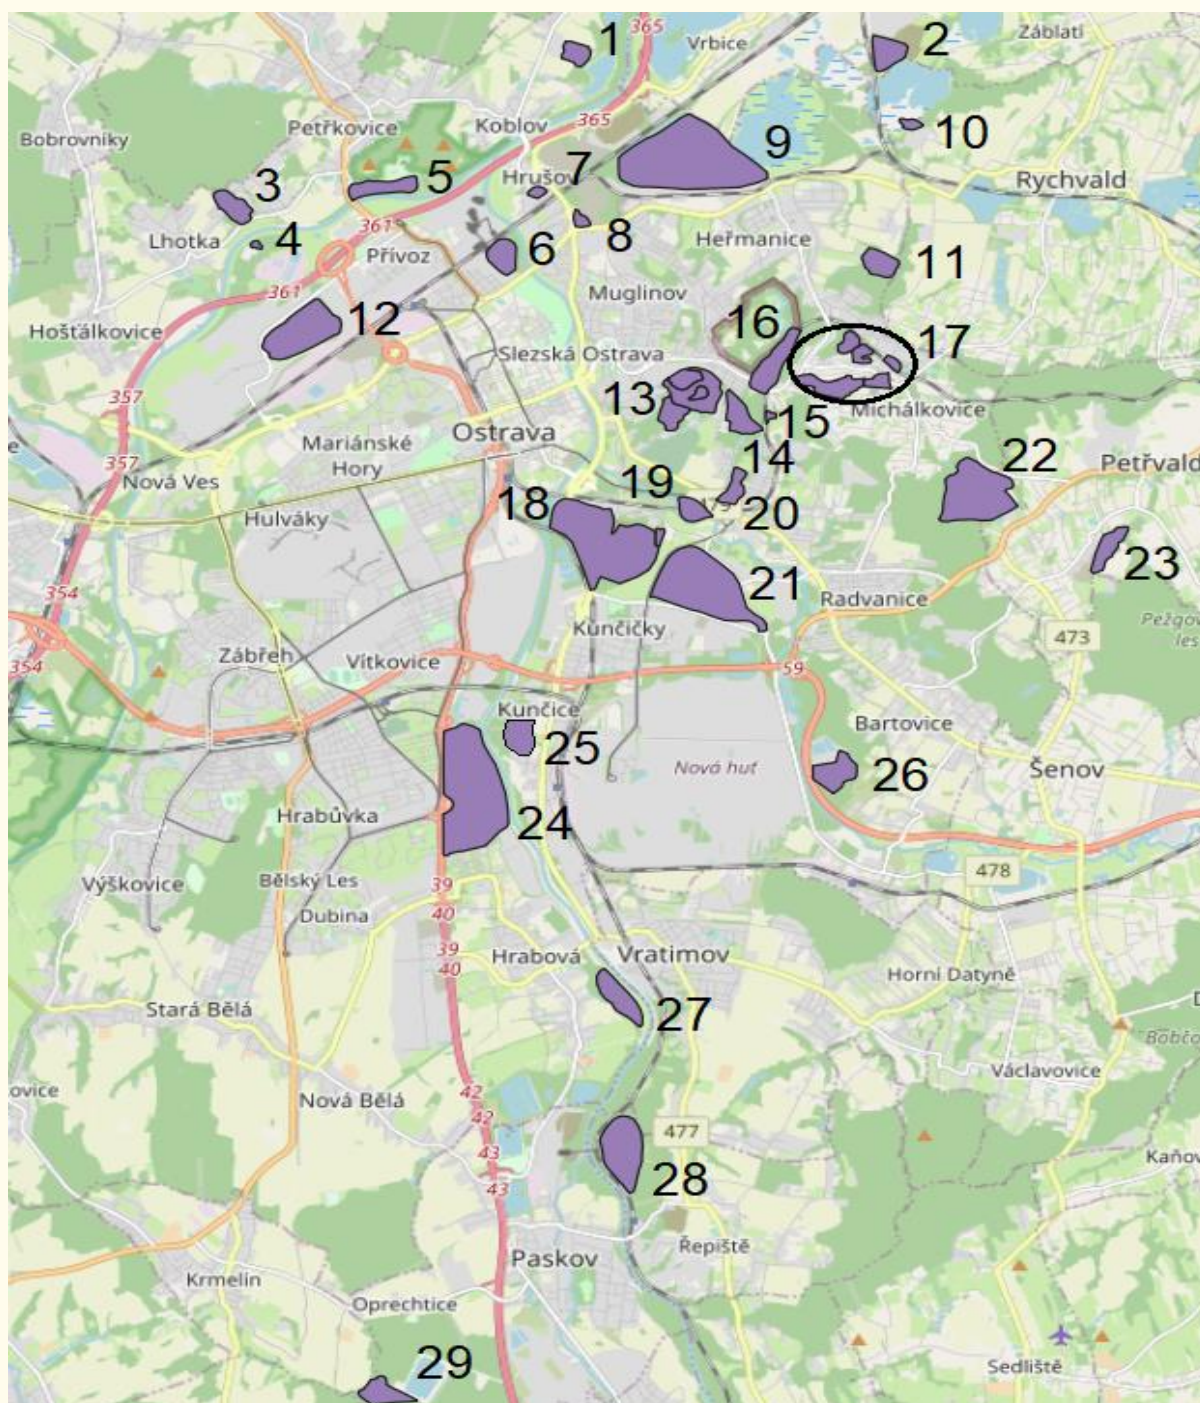 1
365
Vrbice
2
Záblatí
Bobrovníky
Petřkovice
Koblov
365
9
10
3
5
7
Hrušov
Rychvald
Lhotka
4
361
Přívoz
6
8
Heřmanice
11
361
Muglinov
Hošťálkovice
12
16
17
Slezská Ostrava
357
13
15
Michálkovice
Ostrava
Mariánské
Hory
14
22
Petřvald
357
Nová Ves
19
18
20
Hulváky
23
354
21
Radvanice
Kunčičky
473
354
Zábřeh
Vítkovice
59
Kunčice
Bartovice
25
Nová huť
26
Šenov
Hrabůvka
24
478
Výškovice
Bělský Les
39
40
Dubina
39
40
Hrabová
Vratimov
Horní Datyně
27
Stará Bělá
Václavovice
ovice
Nová Bělá
42
42
477
43
43
28
Kaňov
Paskov
Řepiště
Krmelín
Oprechtice
29
Sedliště